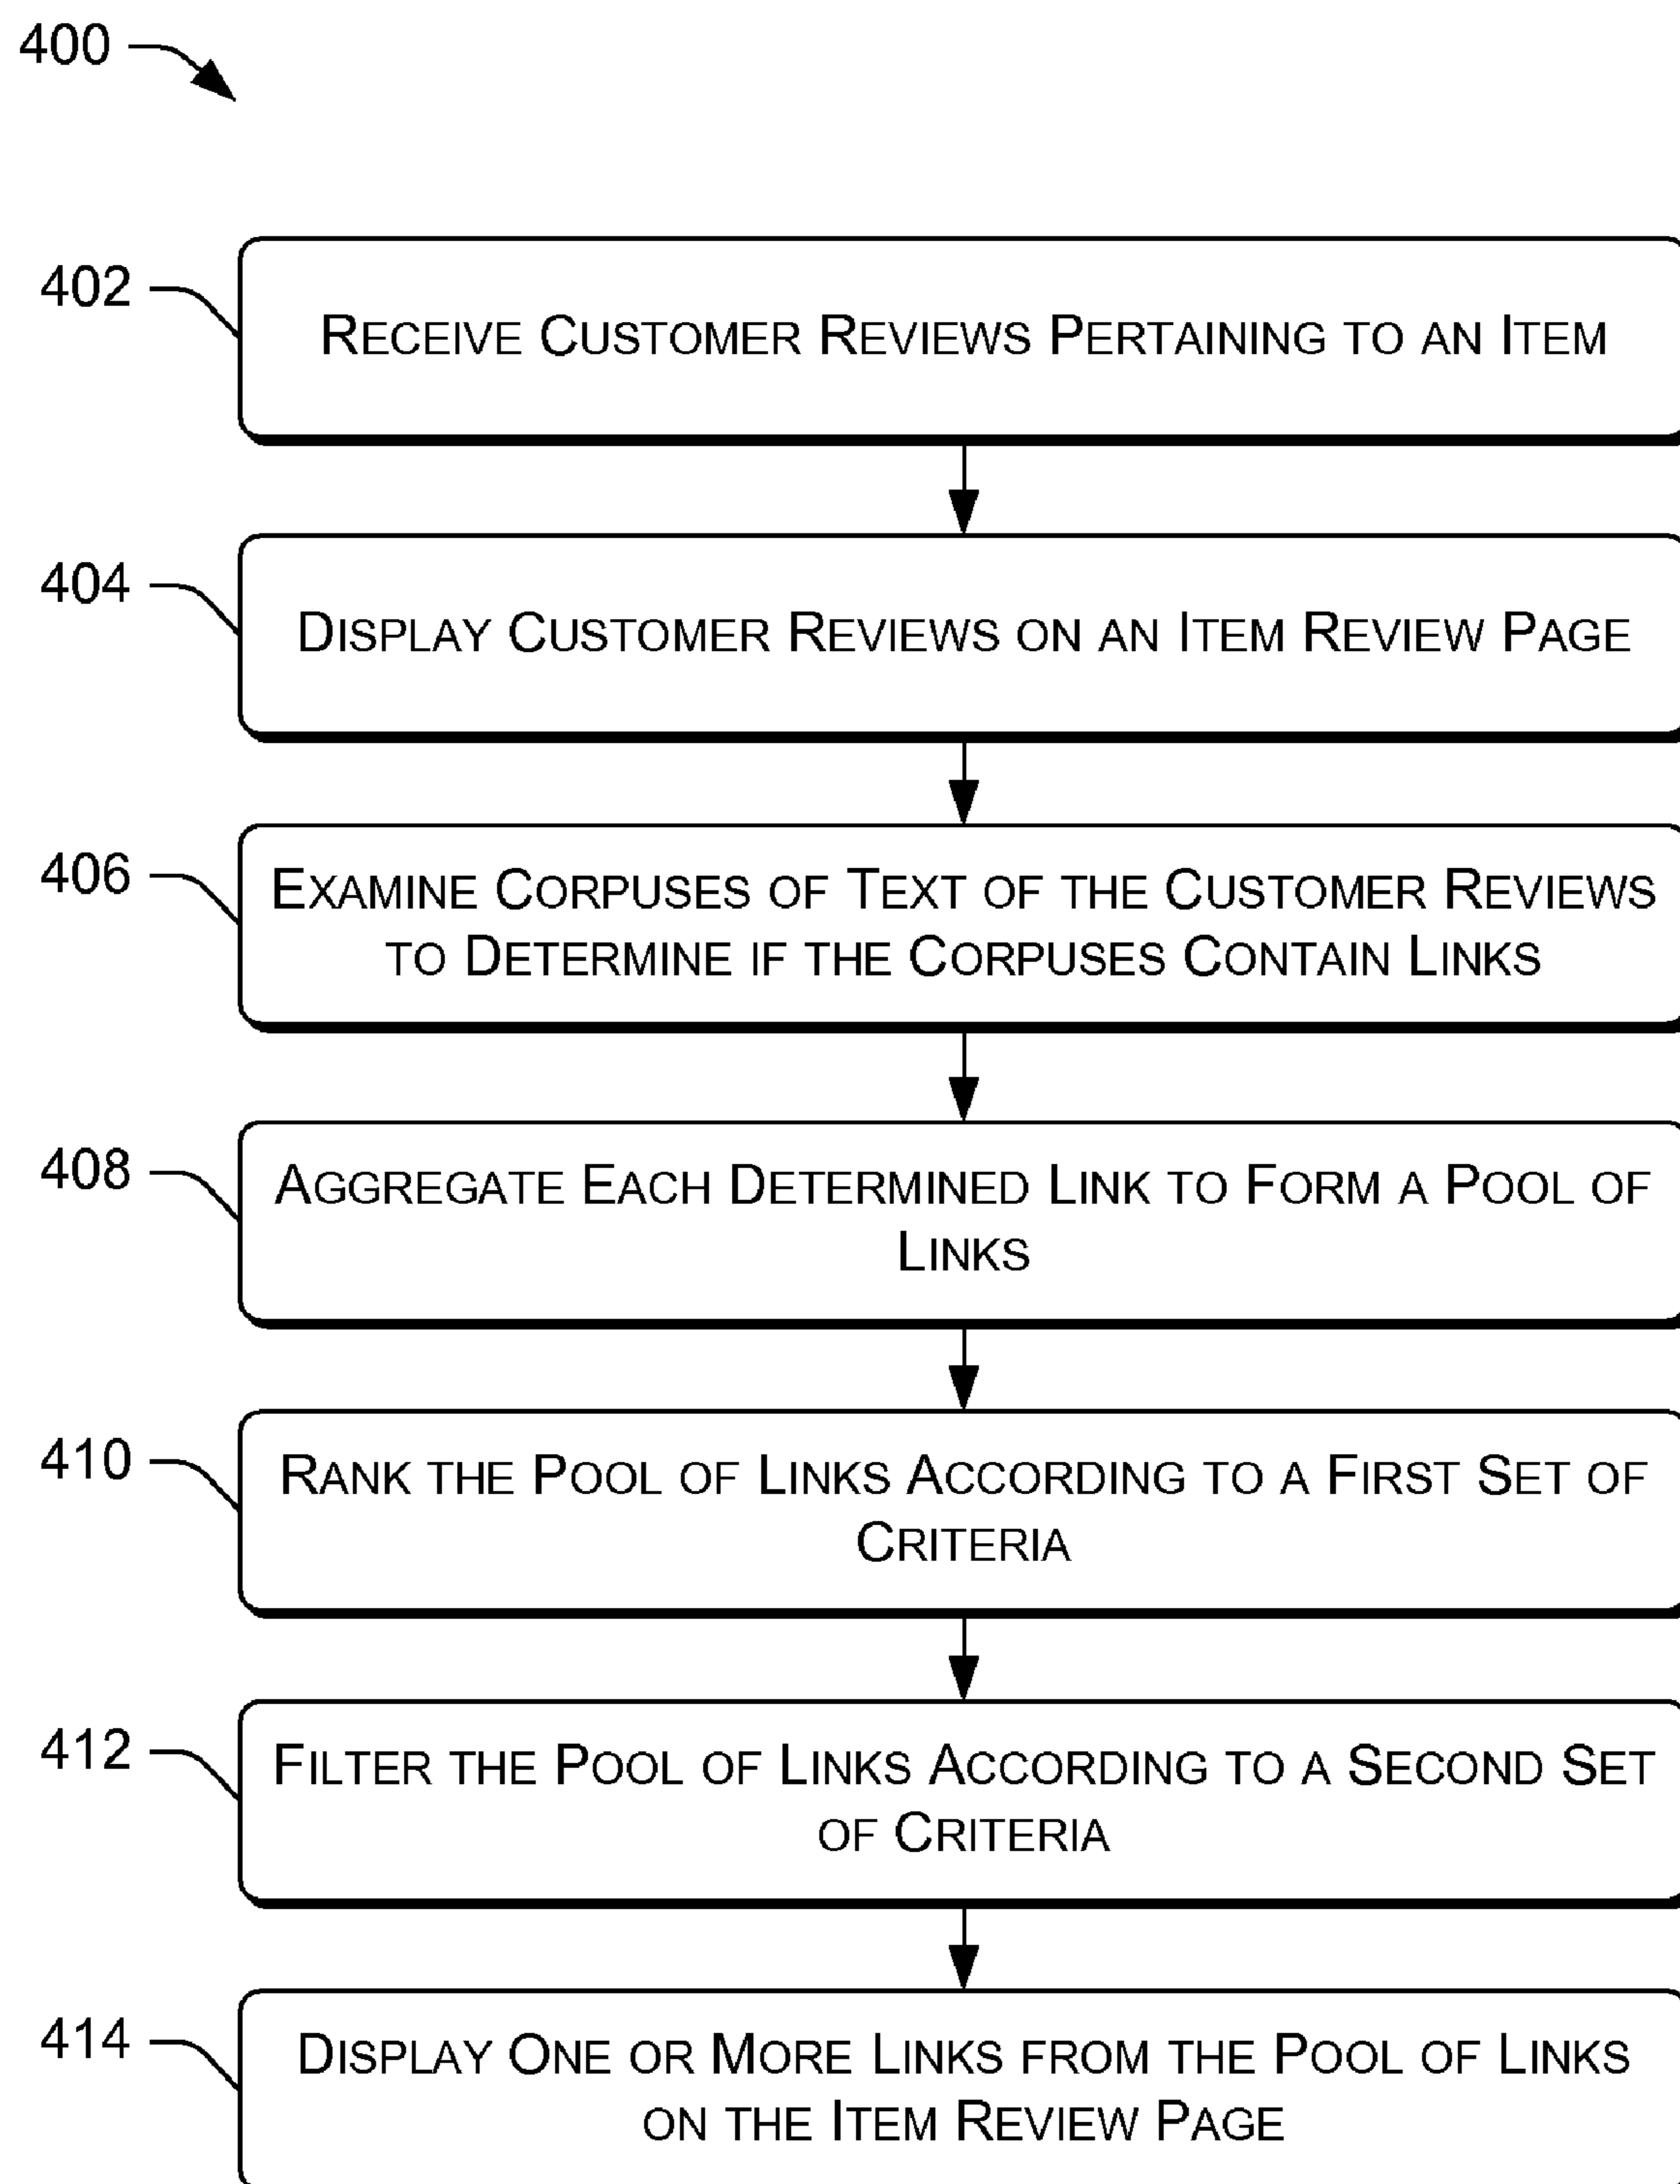 400
402
RECEIVE CUSTOMER REVIEWS PERTAINING TO AN ITEM
404
DISPLAY CUSTOMER REVIEWS ON AN ITEM REVIEW PAGE
406
EXAMINE CORPUSES OF TEXT OF THE CUSTOMER REVIEWS
TO DETERMINE IF THE CORPUSES CONTAIN LINKS
408
AGGREGATE EACH DETERMINED LINK TO FORM A POOL OF
LINKS
410
RANK THE POOL OF LINKS ACCORDING TO A FIRST SET OF
CRITERIA
412
FILTER THE POOL OF LINKS ACCORDING TO A SECOND SET
OF CRITERIA
414
DISPLAY ONE OR MORE LINKS FROM THE POOL OF LINKS
ON THE ITEM REVIEW PAGE